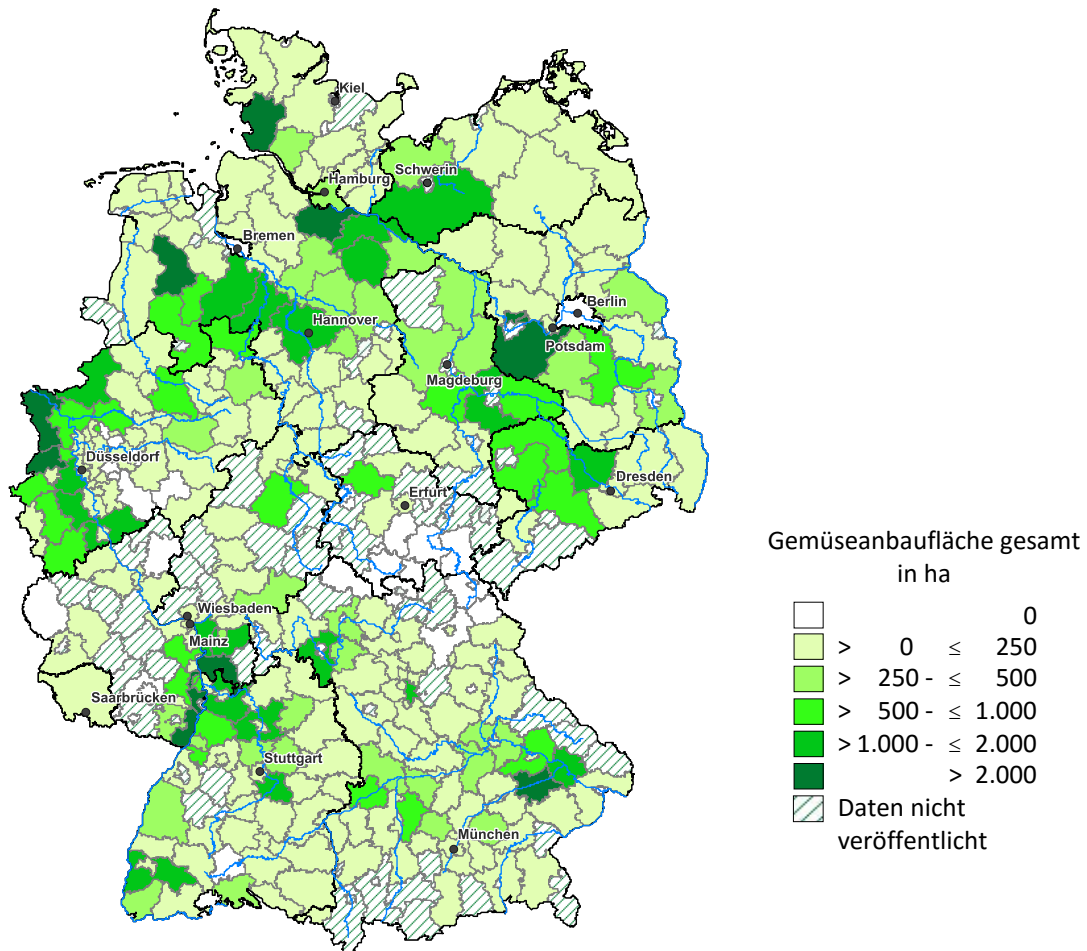 Kiel
Schwerin
Hamburg
Bremen
Berlin
Hannover
Potsdam
Magdeburg
Düsseldorf
Dresden
Erfurt
Wiesbaden
Mainz
Saarbrücken
Stuttgart
München
Gemüseanbaufläche gesamt
in ha
0
> 0 ≤ 250
> 250 - ≤ 500
> 500 - ≤ 1.000
> 1.000 - ≤ 2.000
> 2.000
Daten nicht
veröffentlicht